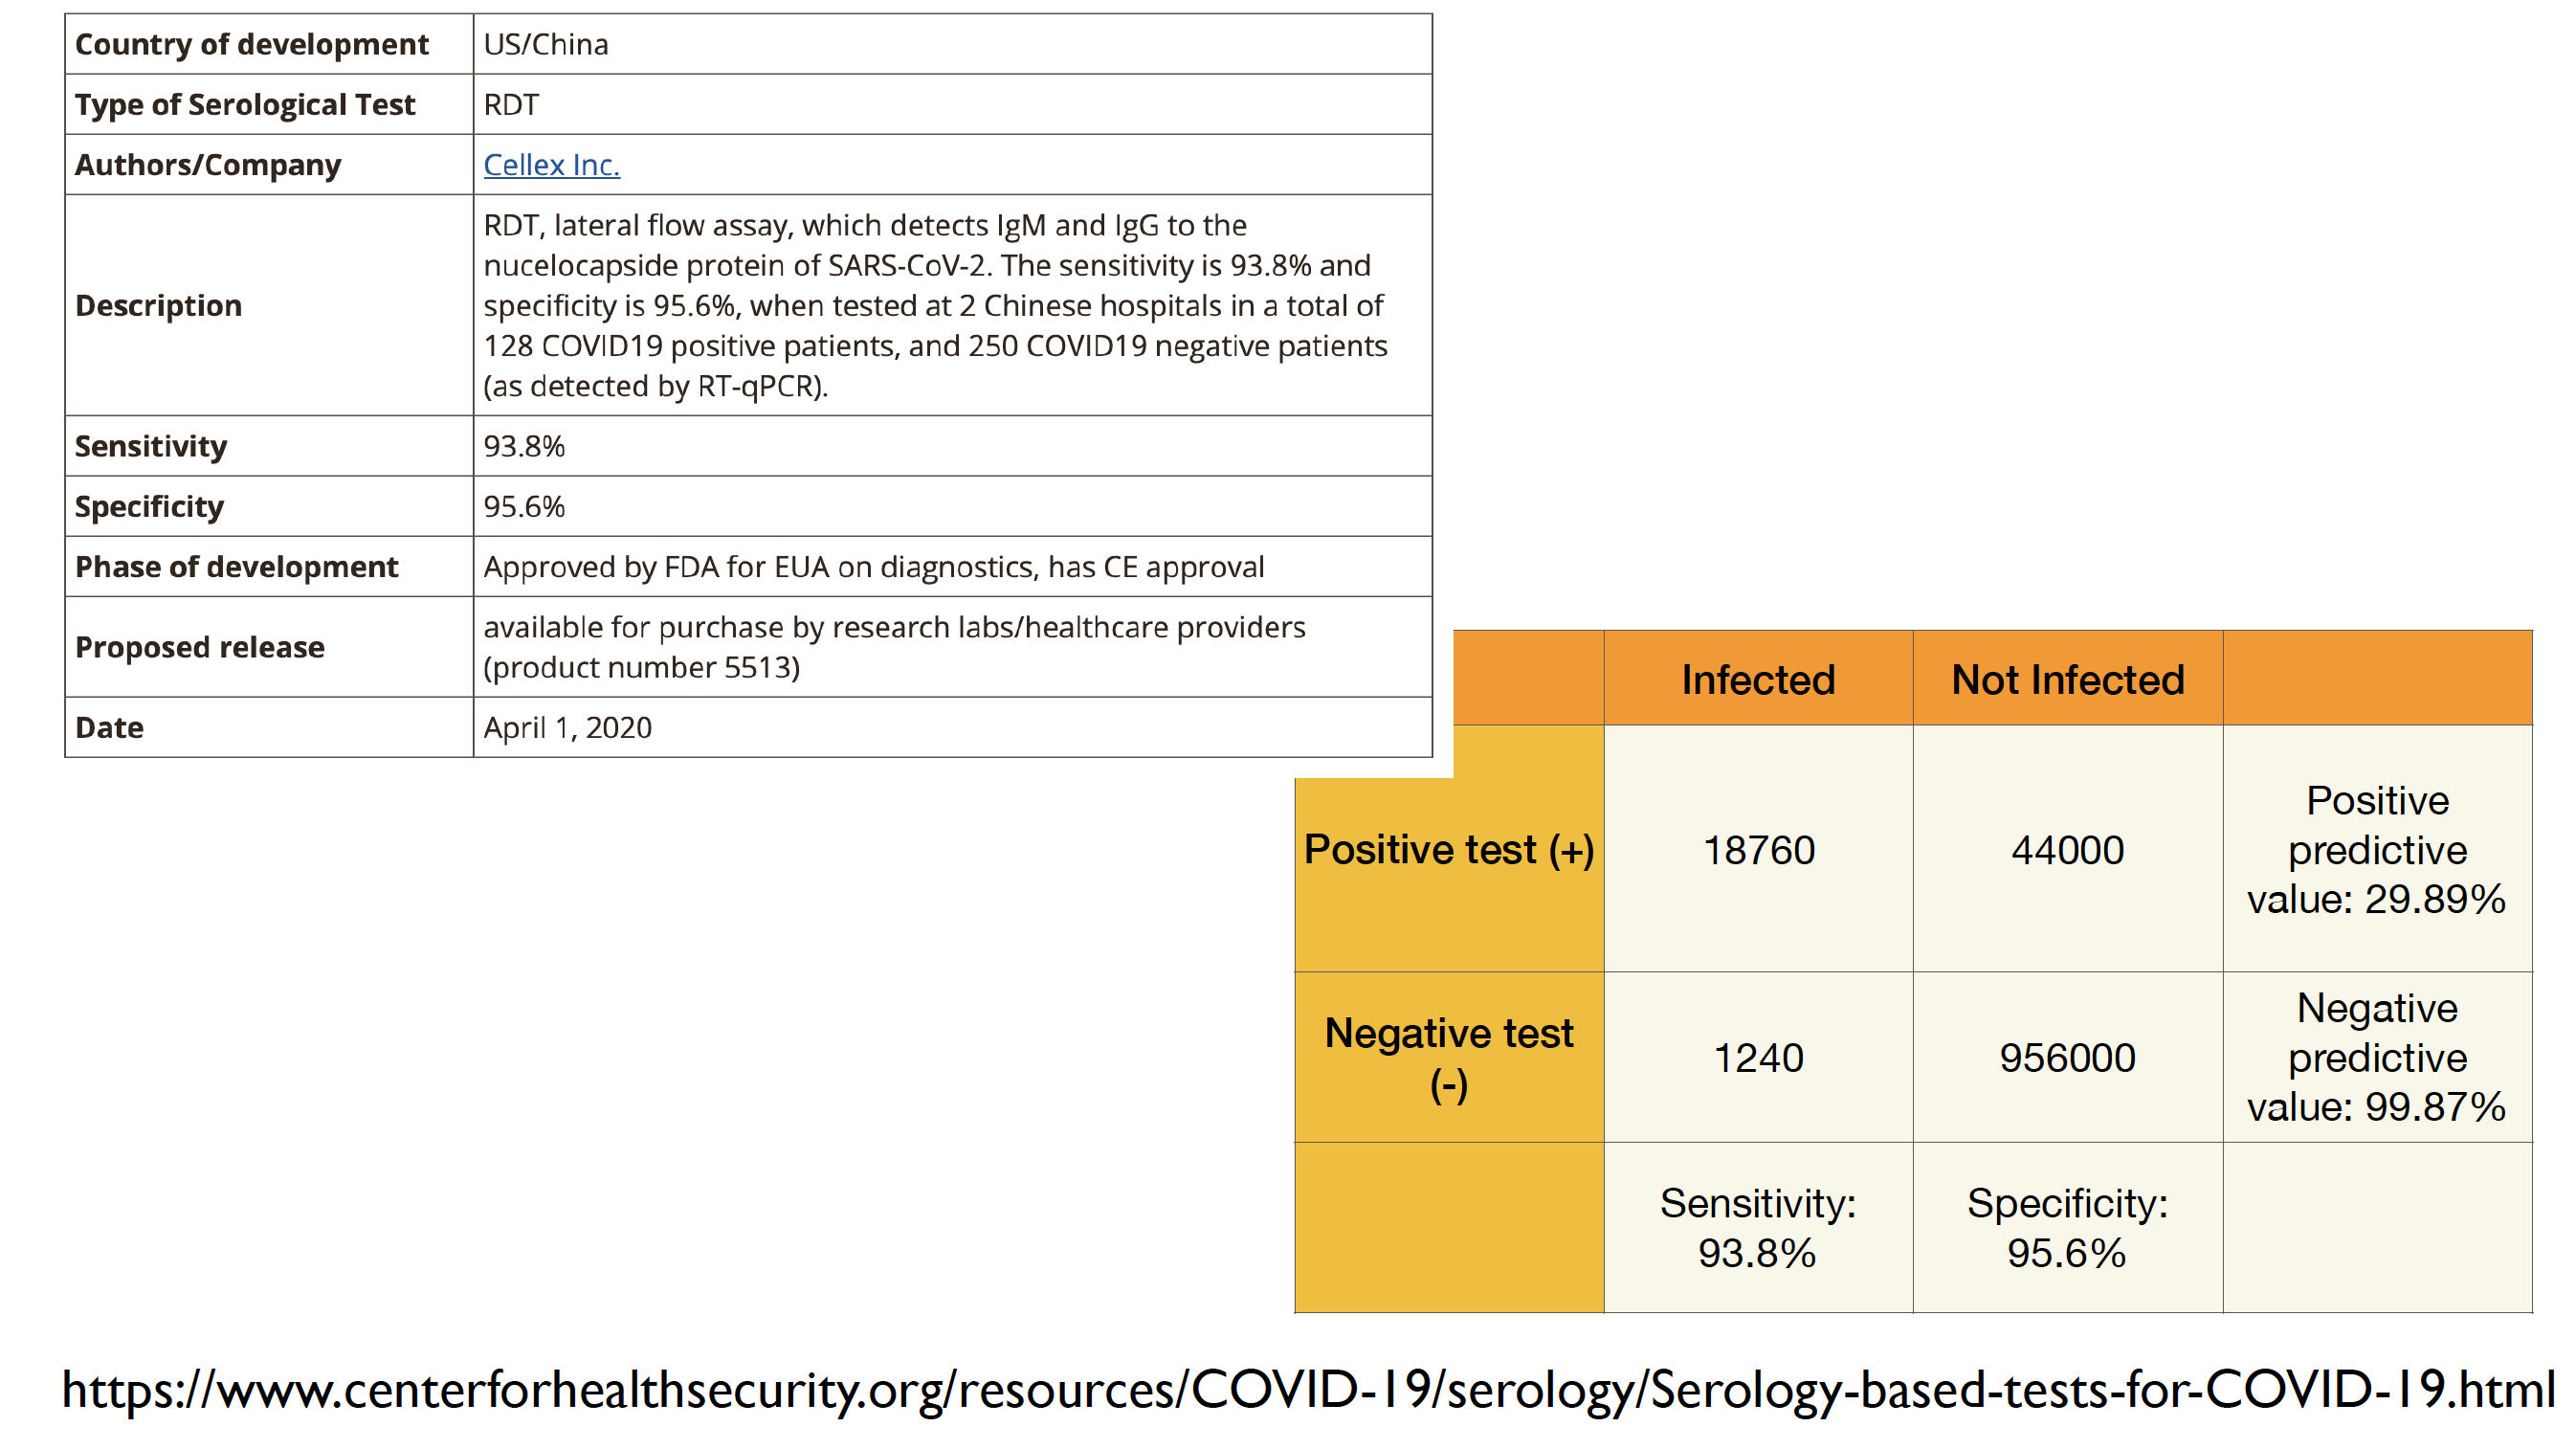 Country of development
US/China
Type of Serological Test
RDT
Authors/Company
Cellex Inc.
Description
RDT, lateral flow assay, which detects IgM and IgG to the
nucelocapside protein of SARS-CoV-2. The sensitivity is 93.8% and
specificity is 95.6%, when tested at 2 Chinese hospitals in a total of
128 COVID19 positive patients, and 250 COVID19 negative patients
(as detected by RT-qPCR).
Sensitivity
93.8%
Specificity
95.6%
Phase of development
Approved by FDA for EUA on diagnostics, has CE approval
Proposed release
available for purchase by research labs/healthcare providers
(product number 5513)
Date
April 1, 2020
Infected
Not Infected
Positive test (+)
18760
44000
Positive
predictive
value: 29.89%
Negative test
(-)
1240
956000
Negative
predictive
value: 99.87%
Sensitivity:
93.8%
Specificity:
95.6%
https://www.centerforhealthsecurity.org/resources/COVID-19/serology/Serology-based-tests-for-COVID-19.html